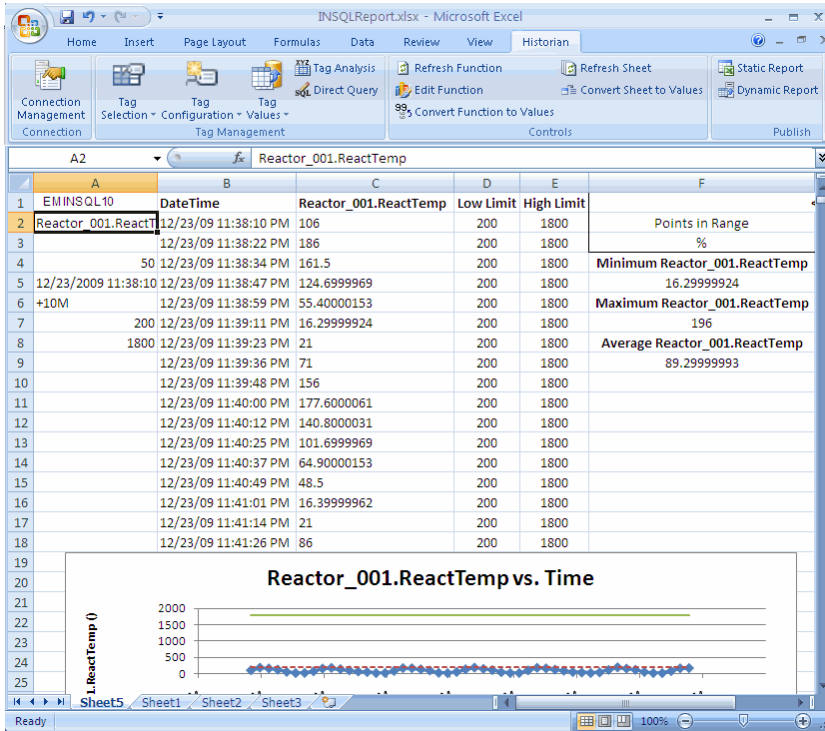 INSQLReport.xlsx - Microsoft Excel
Home Insert Page Layout Formulas Data Review View Historian
Connection Management
Tag Selection
Tag Configuration
Tag Values
Tag Analysis
Direct Query
Refresh Function
Edit Function
Convert Function to Values
Refresh Sheet
Convert Sheet to Values
Static Report
Dynamic Report
Connection Tag Management Controls Publish
A2 fx Reactor_001.ReactTemp
A B C D E F
1 EMINSQL10 DateTime Reactor_001.ReactTemp Low Limit High Limit
2 Reactor_001.ReactT 12/23/09 11:38:10 PM 106 200 1800 Points in Range
3 12/23/09 11:38:22 PM 186 200 1800 %
4 50 12/23/09 11:38:34 PM 161.5 200 1800 Minimum Reactor_001.ReactTemp
5 12/23/2009 11:38:10 12/23/09 11:38:47 PM 124.6999969 200 1800 16.29999924
6 +10M 12/23/09 11:38:59 PM 55.40000153 200 1800 Maximum Reactor_001.ReactTemp
7 200 12/23/09 11:39:11 PM 16.29999924 200 1800 196
8 1800 12/23/09 11:39:23 PM 21 200 1800 Average Reactor_001.ReactTemp
9 12/23/09 11:39:36 PM 71 200 1800 89.29999993
10 12/23/09 11:39:48 PM 156 200 1800
11 12/23/09 11:40:00 PM 177.6000061 200 1800
12 12/23/09 11:40:12 PM 140.8000031 200 1800
13 12/23/09 11:40:25 PM 101.6999969 200 1800
14 12/23/09 11:40:37 PM 64.90000153 200 1800
15 12/23/09 11:40:49 PM 48.5 200 1800
16 12/23/09 11:41:01 PM 16.39999962 200 1800
17 12/23/09 11:41:14 PM 21 200 1800
18 12/23/09 11:41:26 PM 86 200 1800
19
20 Reactor_001.ReactTemp vs. Time
21
22
23
24
25
1.ReactTemp ()
2000
1500
1000
500
0
Sheet5 Sheet1 Sheet2 Sheet3
Ready 100%